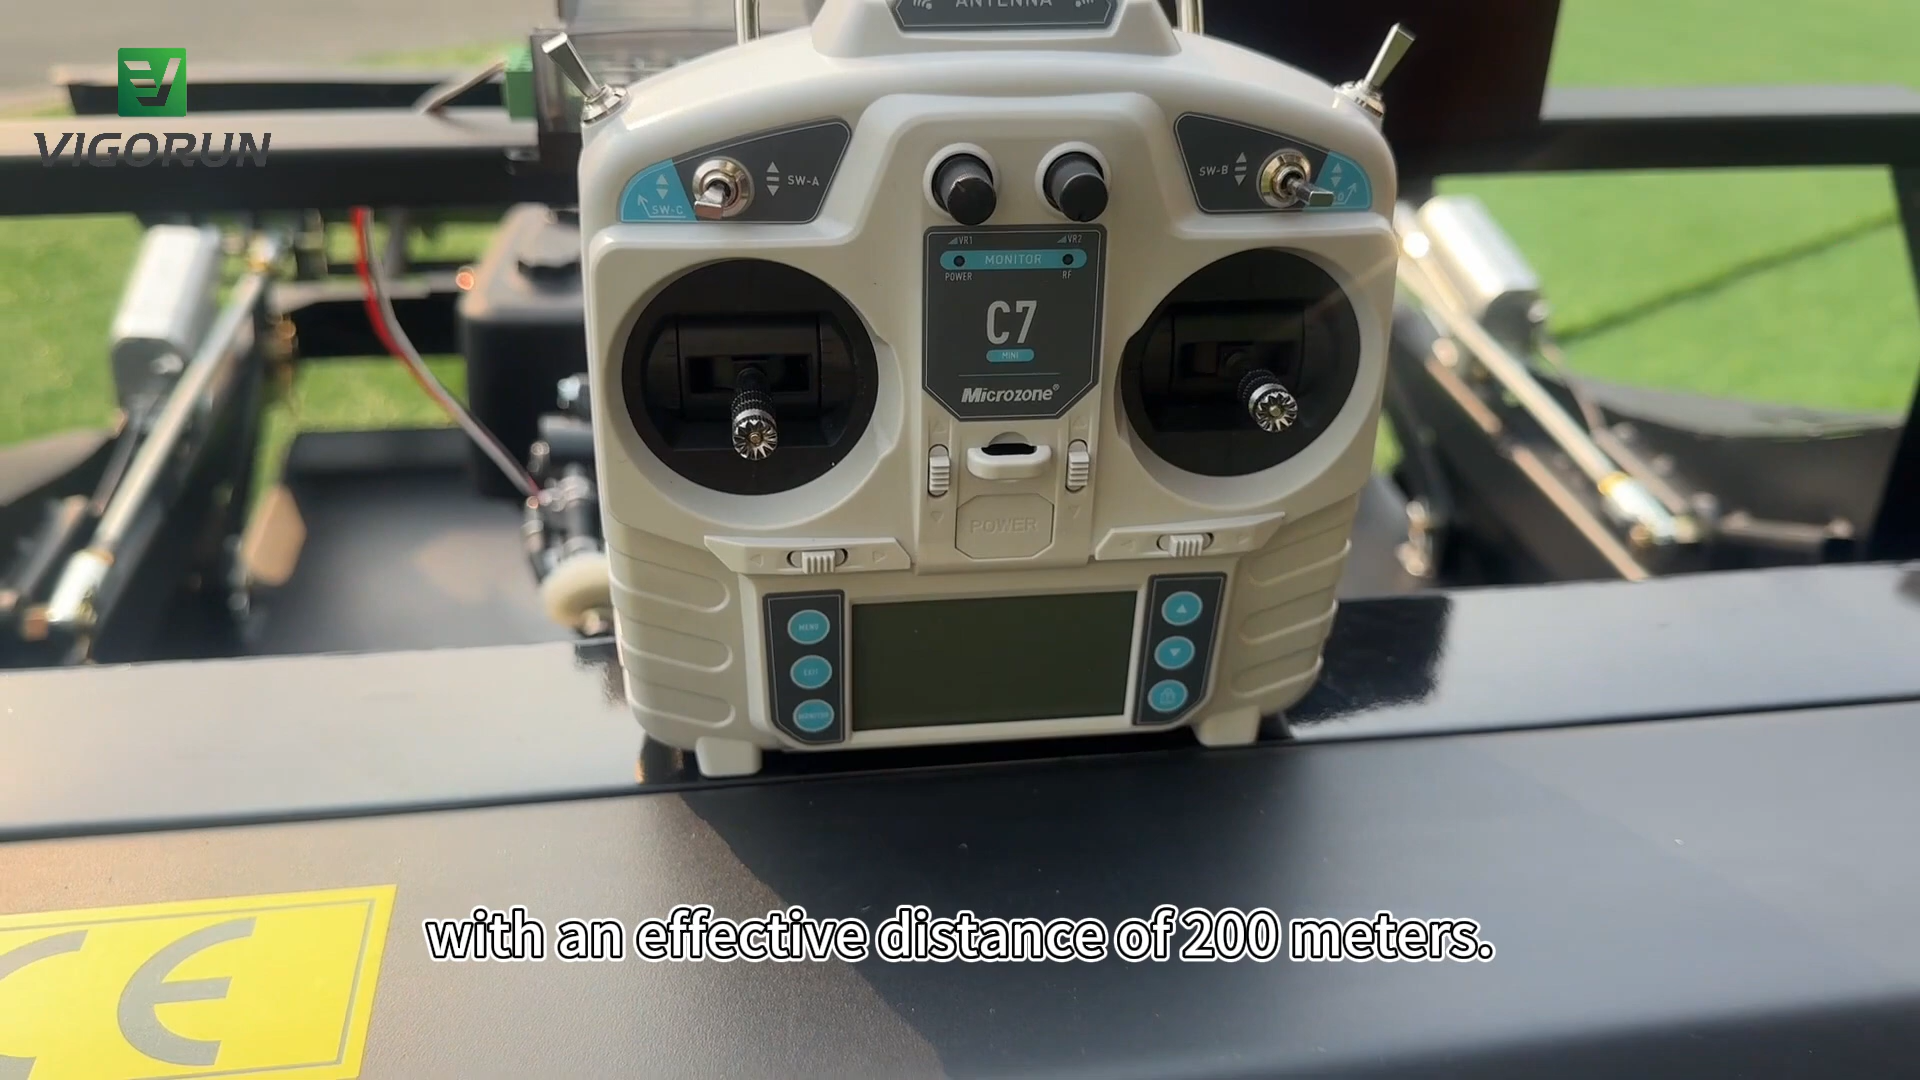 ANTENNA
VIGORUN
SW-A
SW-B
SW-C
VR1
VR2
MONITOR
POWER
RF
C7
MINI
Microzone®
POWER
MENU
EXIT
MONITOR
with an effective distance of 200 meters.
CE